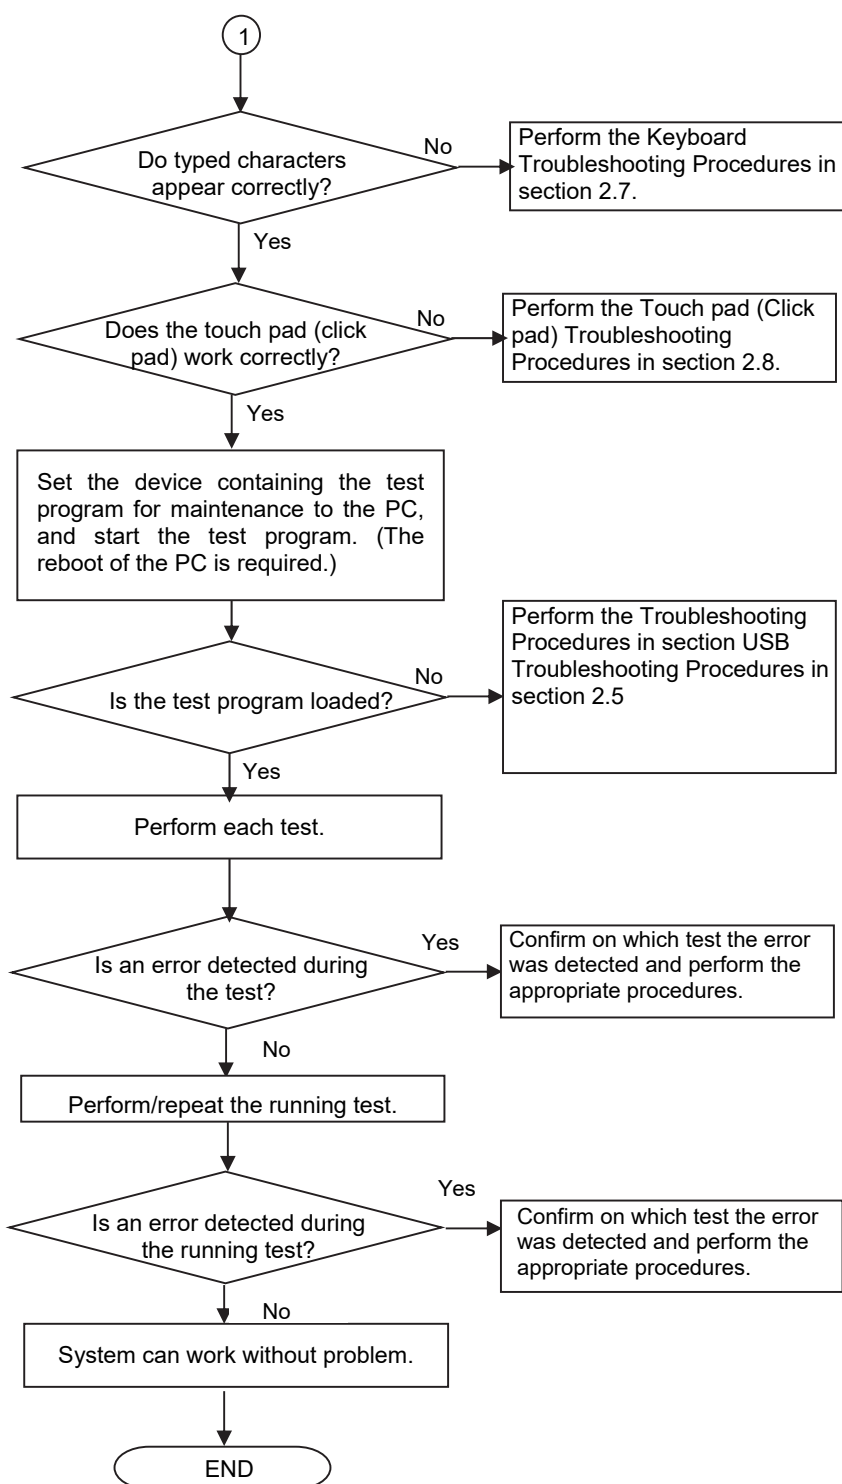 1
Do typed characters
appear correctly?
No
Perform the Keyboard
Troubleshooting Procedures in
section 2.7.
Yes
Does the touch pad (click
pad) work correctly?
No
Perform the Touch pad (Click
pad) Troubleshooting
Procedures in section 2.8.
Yes
Set the device containing the test
program for maintenance to the PC,
and start the test program. (The
reboot of the PC is required.)
Is the test program loaded?
No
Perform the Troubleshooting
Procedures in section USB
Troubleshooting Procedures in
section 2.5
Yes
Perform each test.
Is an error detected during
the test?
Yes
Confirm on which test the error
was detected and perform the
appropriate procedures.
No
Perform/repeat the running test.
Is an error detected during
the running test?
Yes
Confirm on which test the error
was detected and perform the
appropriate procedures.
No
System can work without problem.
END